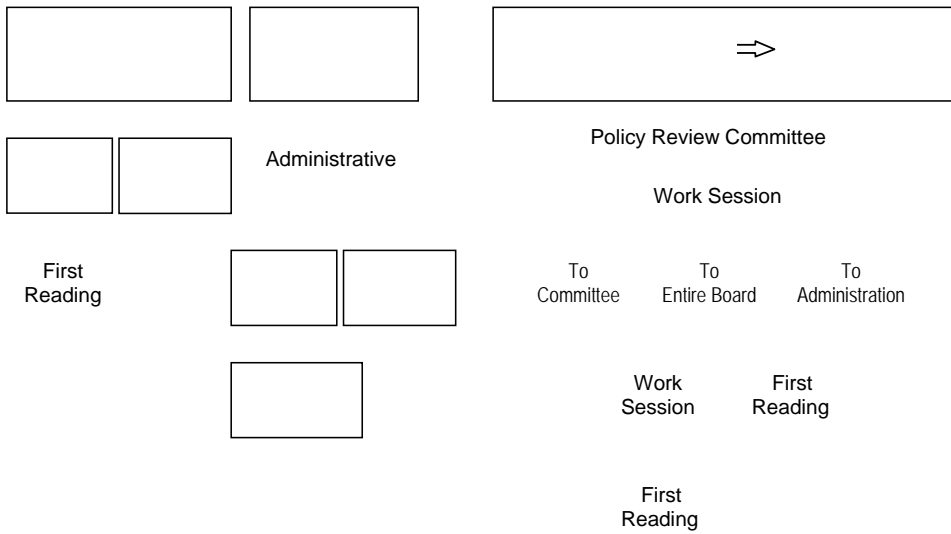 Policy Review Committee
Administrative
Work Session
First
Reading
To
Committee
To
Entire Board
To
Administration
Work
Session
First
Reading
First
Reading